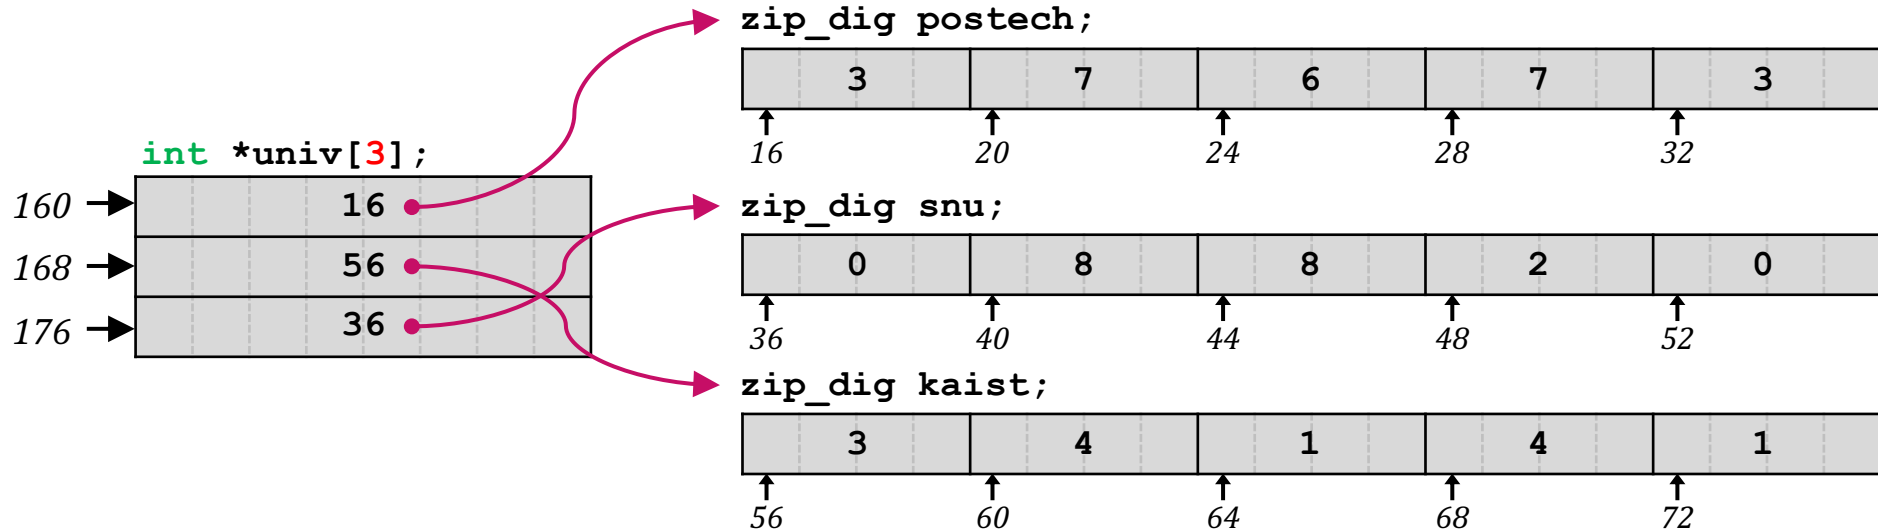 zip_dig postech;
3 7 6 7 3
16 20 24 28 32
int *univ[3];
160 16
168 56
176 36
zip_dig snu;
0 8 8 2 0
36 40 44 48 52
zip_dig kaist;
3 4 1 4 1
56 60 64 68 72